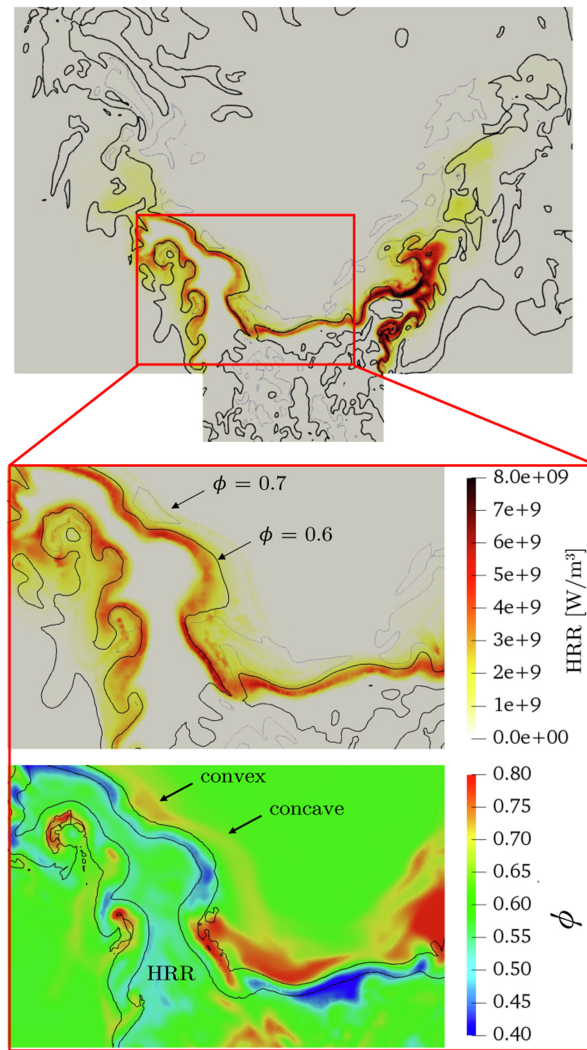 ϕ = 0.7
ϕ = 0.6
8.0e+09
7e+9
6e+9
5e+9
4e+9
3e+9
2e+9
1e+9
0.0e+00
HRR [W/m³]
convex
concave
HRR
0.80
0.75
0.70
0.65
0.60
0.55
0.50
0.45
0.40
ϕ